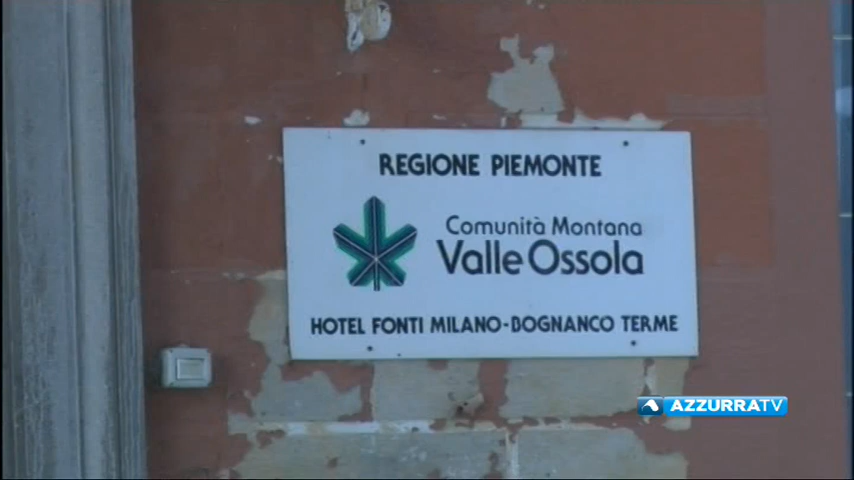 REGIONE PIEMONTE
Comunità Montana
Valle Ossola
HOTEL FONTI MILANO-BOGNANCO TERME
AZZURRATV